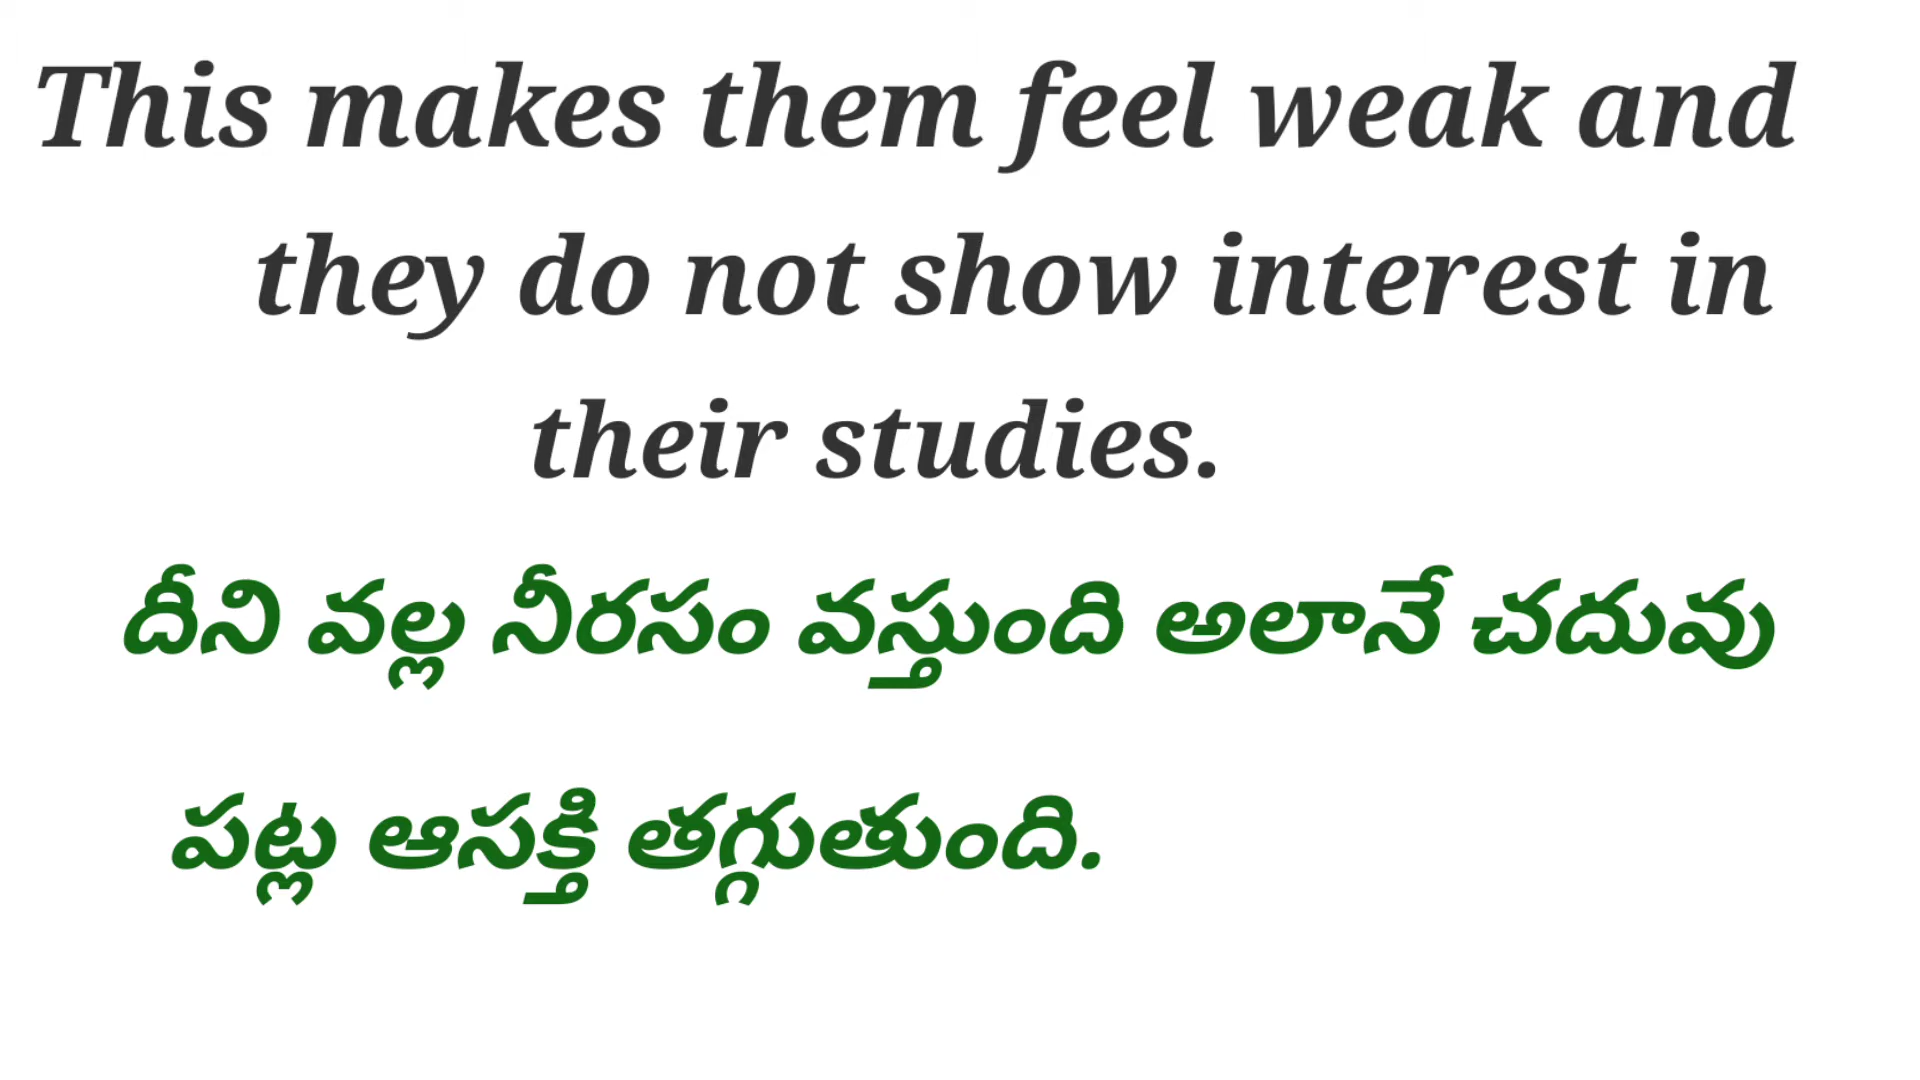 This makes them feel weak and
they do not show interest in
their studies.
దీని వల్ల నీరసం వస్తుంది అలానే చదువు
పట్ల ఆసక్తి తగ్గుతుంది.